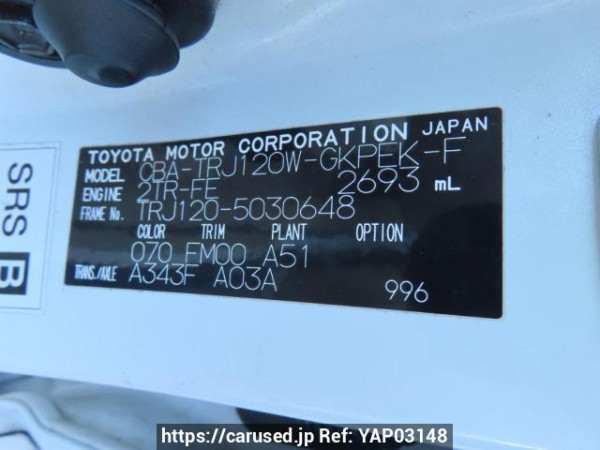 TOYOTA MOTOR CORPORATION JAPAN
MODEL CBA-TRJ120W-GKPEK-F
ENGINE 2TR-FE 2693 mL
FRAME No. TRJ120-5030648
COLOR TRIM PLANT OPTION
070 FM00 A51
TRANS./AXLE A343F A03A
996
SRS B
https://carused.jp Ref: YAP03148